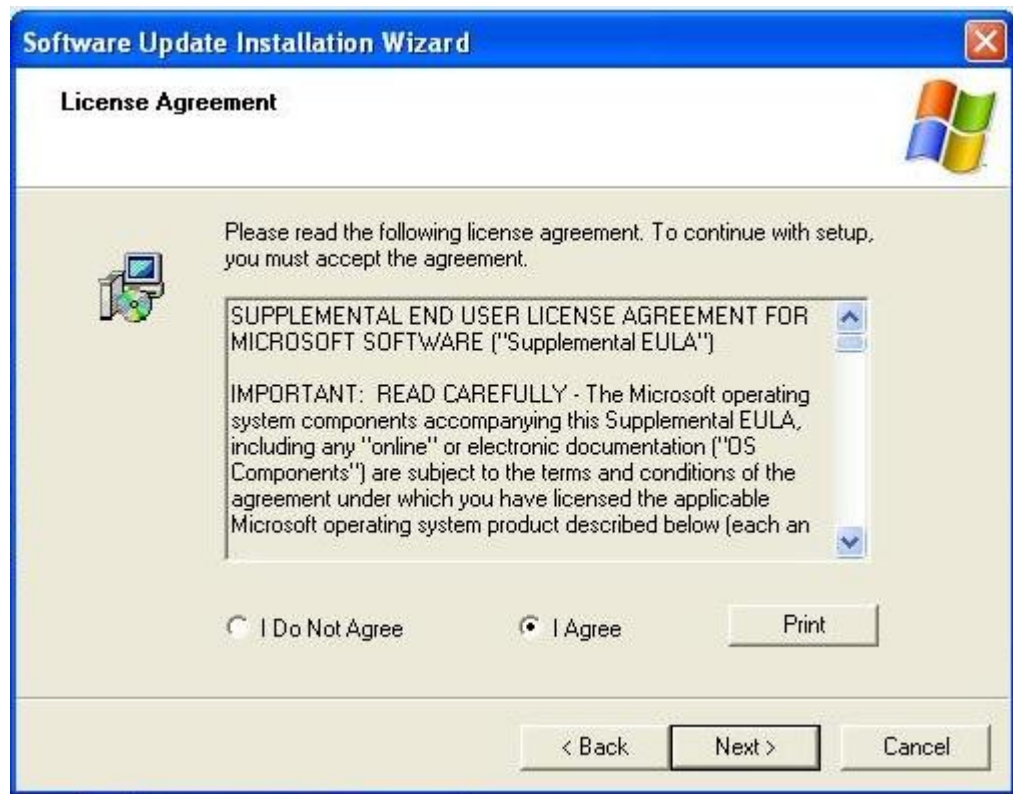 Software Update Installation Wizard
License Agreement
Please read the following license agreement. To continue with setup,
you must accept the agreement.
SUPPLEMENTAL END USER LICENSE AGREEMENT FOR
MICROSOFT SOFTWARE ("Supplemental EULA")
IMPORTANT:  READ CAREFULLY - The Microsoft operating
system components accompanying this Supplemental EULA,
including any "online" or electronic documentation ("OS
Components") are subject to the terms and conditions of the
agreement under which you have licensed the applicable
Microsoft operating system product described below (each an
I Do Not Agree
I Agree
Print
< Back
Next >
Cancel